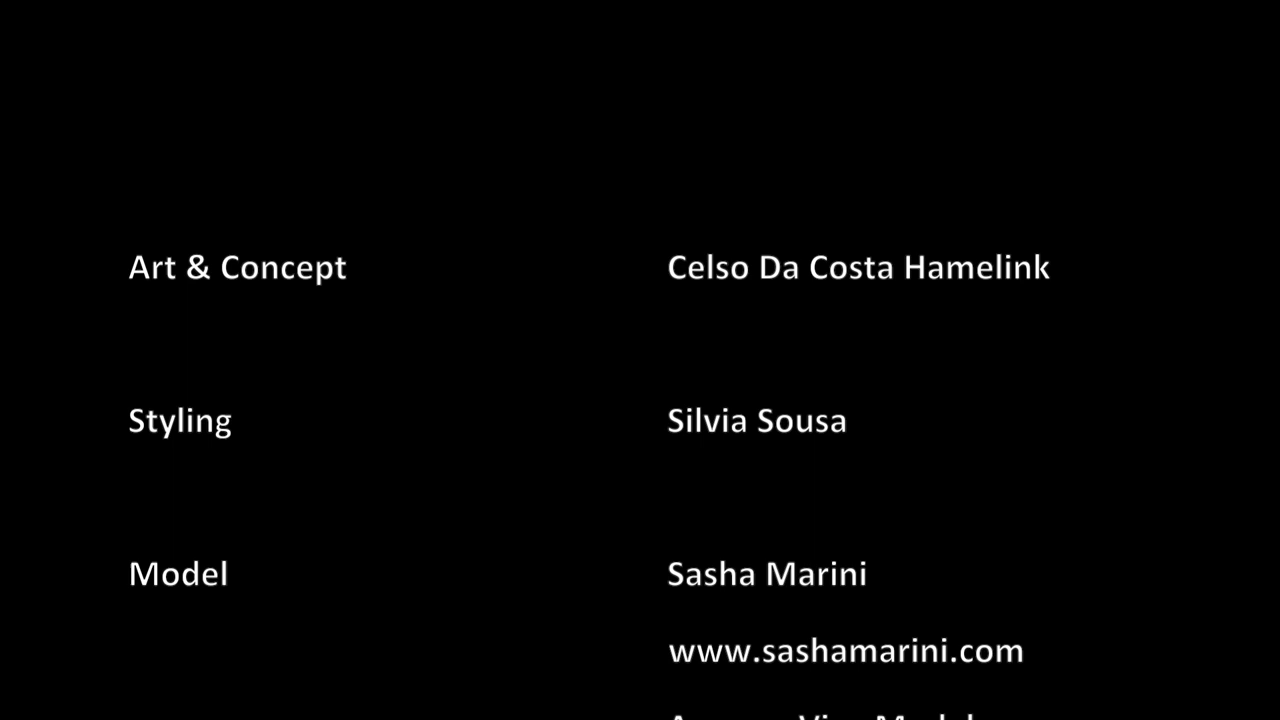 Art & Concept Celso Da Costa Hamelink
Styling Silvia Sousa
Model Sasha Marini
www.sashamarini.com